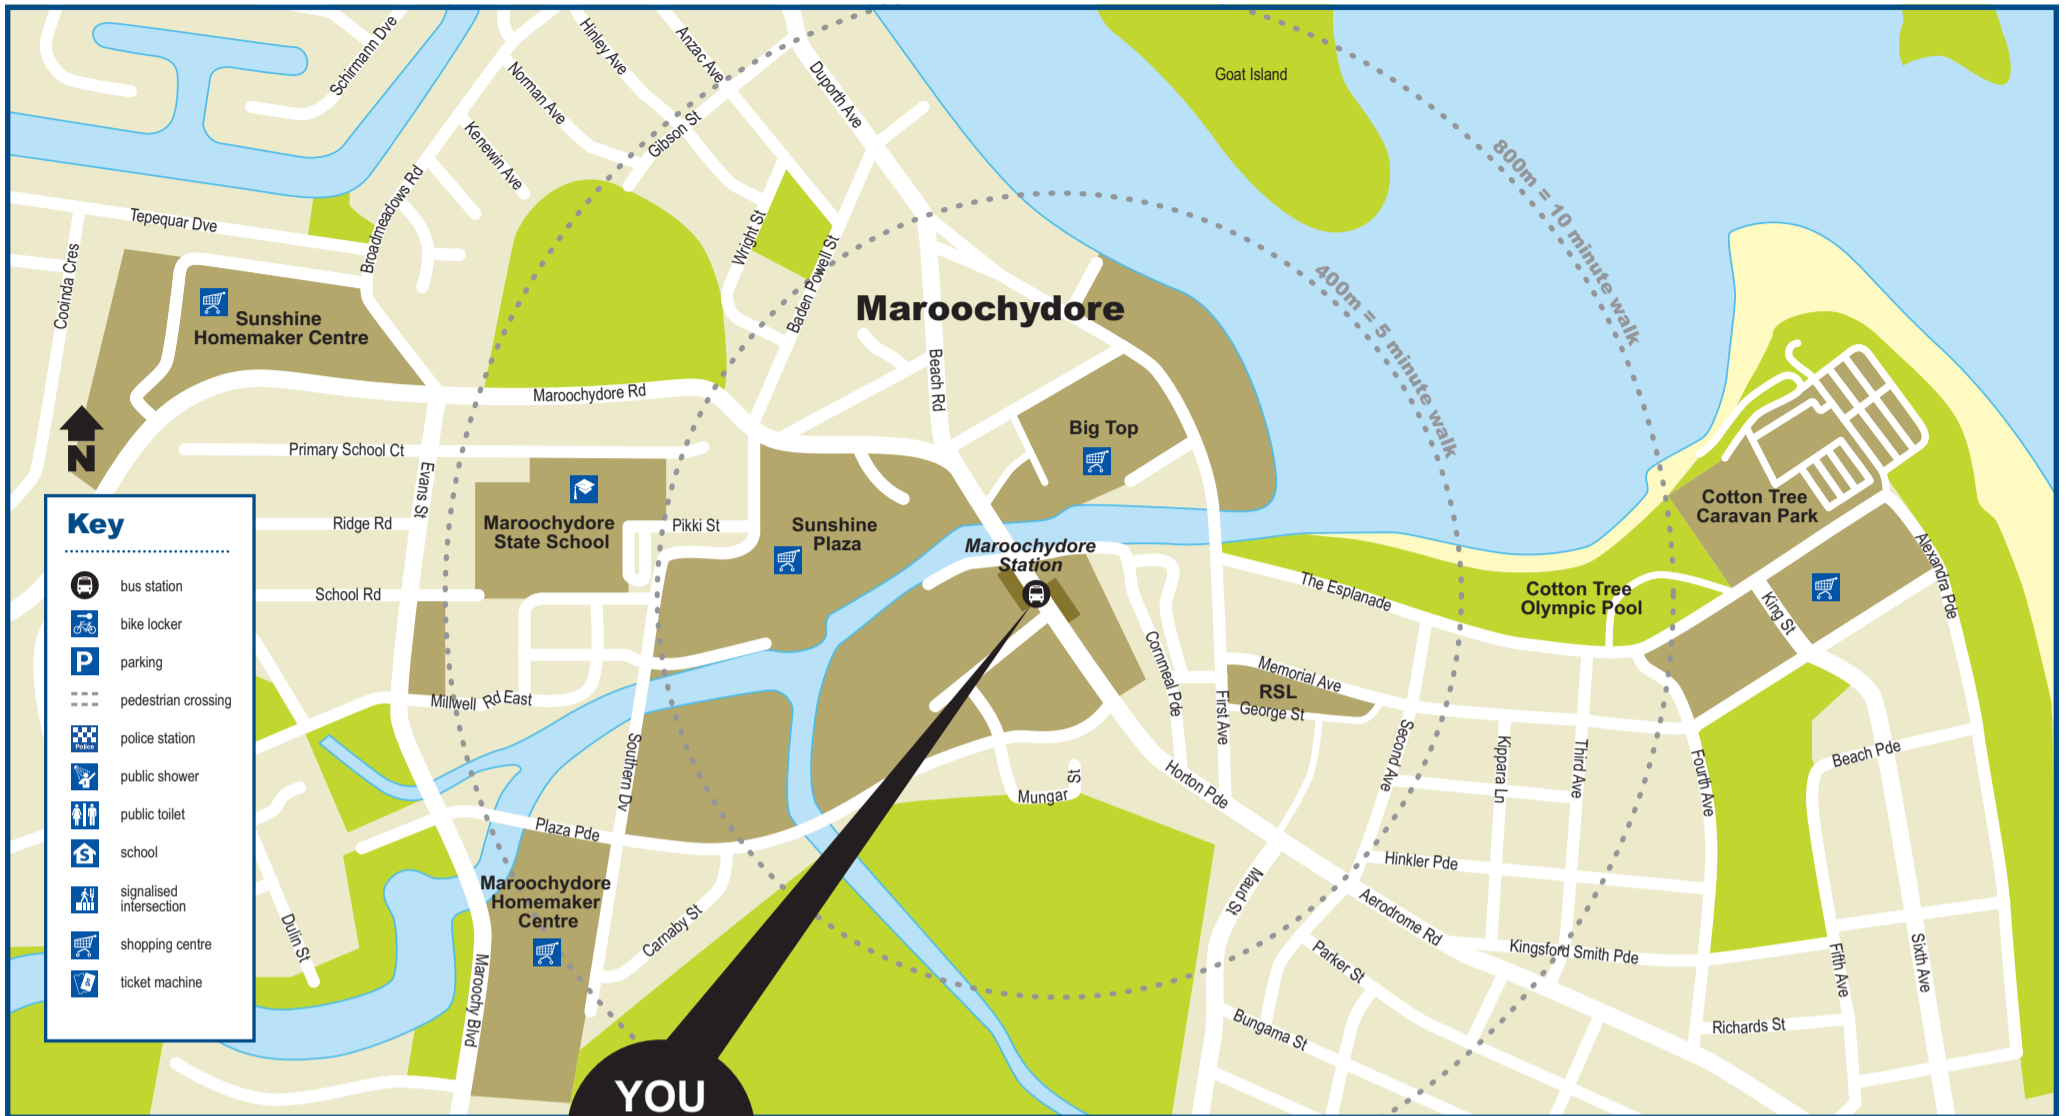 Schirmann Dve
Hinley Ave
Anzac Ave
Norman Ave
Duporth Ave
Goat Island
Gibson St
Kenewin Ave
800m = 10 minute walk
Tepequar Dve
Broadmeadows Rd
Wright St
Baden Powell St
Cooinda Cres
400m = 5 minute walk
Maroochydore
Sunshine
Homemaker Centre
Beach Rd
Maroochydore Rd
Big Top
Primary School Ct
N
Evans St
Cotton Tree
Caravan Park
Ridge Rd
Maroochydore
State School
Pikki St
Sunshine
Plaza
Maroochydore
Station
Alexandra Pde
School Rd
The Esplanade
Cotton Tree
Olympic Pool
King St
Cornmeal Pde
Memorial Ave
RSL
George St
First Ave
Millwell Rd East
Southern Dv
Second Ave
Kippara Ln
Third Ave
Fourth Ave
Beach Pde
Horton Pde
Mungar St
Plaza Pde
Hinkler Pde
Maroochydore
Homemaker
Centre
Maud St
Aerodrome Rd
Carnaby St
Dulin St
Kingsford Smith Pde
Parker St
Fifth Ave
Sixth Ave
Maroochy Blvd
Bungama St
Richards St
YOU
Key
bus station
bike locker
P
parking
pedestrian crossing
Police
police station
public shower
public toilet
S
school
signalised
intersection
shopping centre
ticket machine